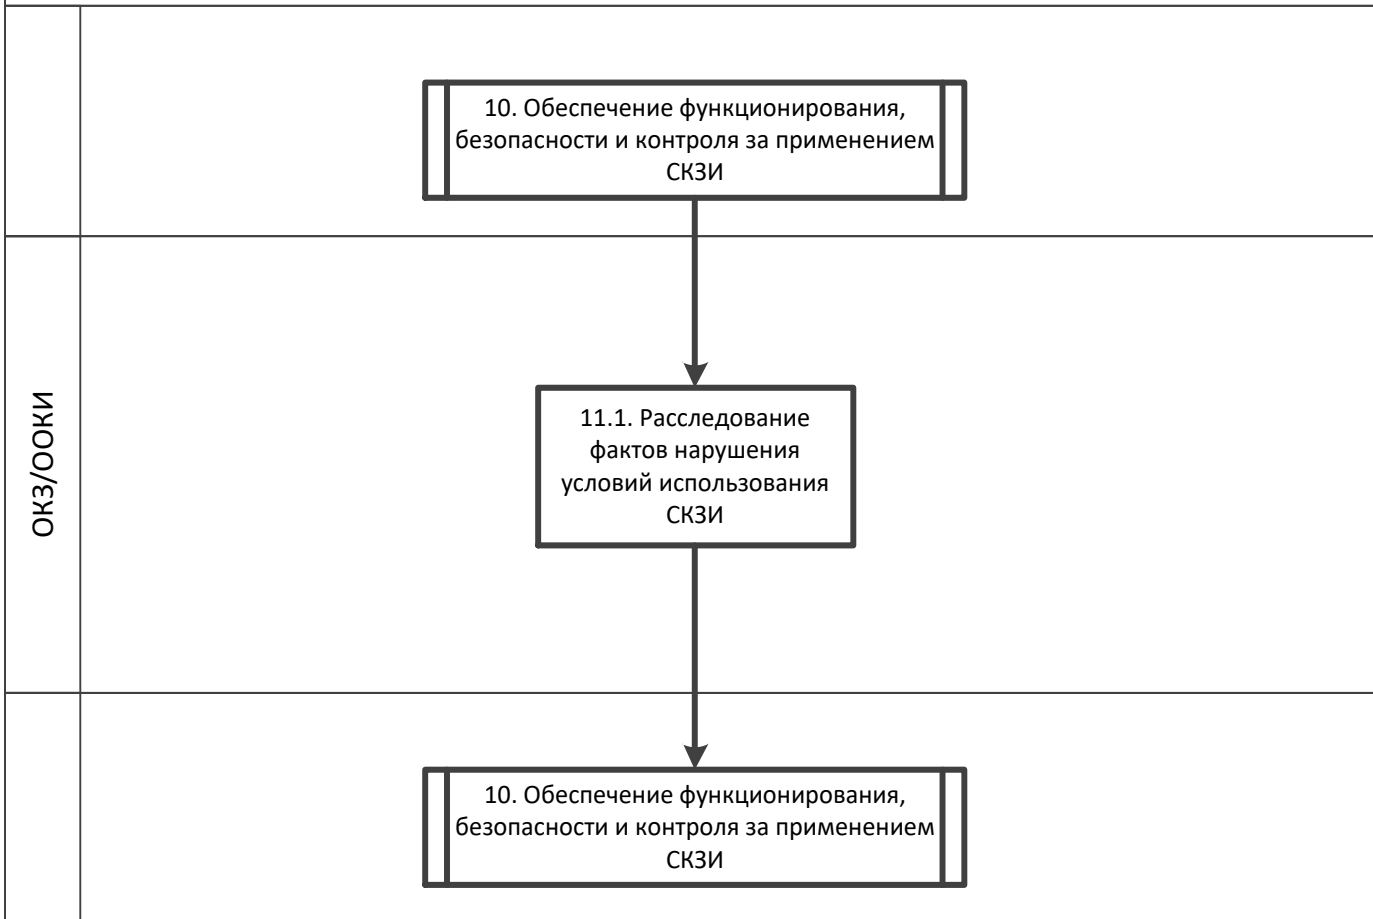 10. Обеспечение функционирования,
безопасности и контроля за применением
СКЗИ
ОКЗ/ООКИ
11.1. Расследование
фактов нарушения
условий использования
СКЗИ
10. Обеспечение функционирования,
безопасности и контроля за применением
СКЗИ